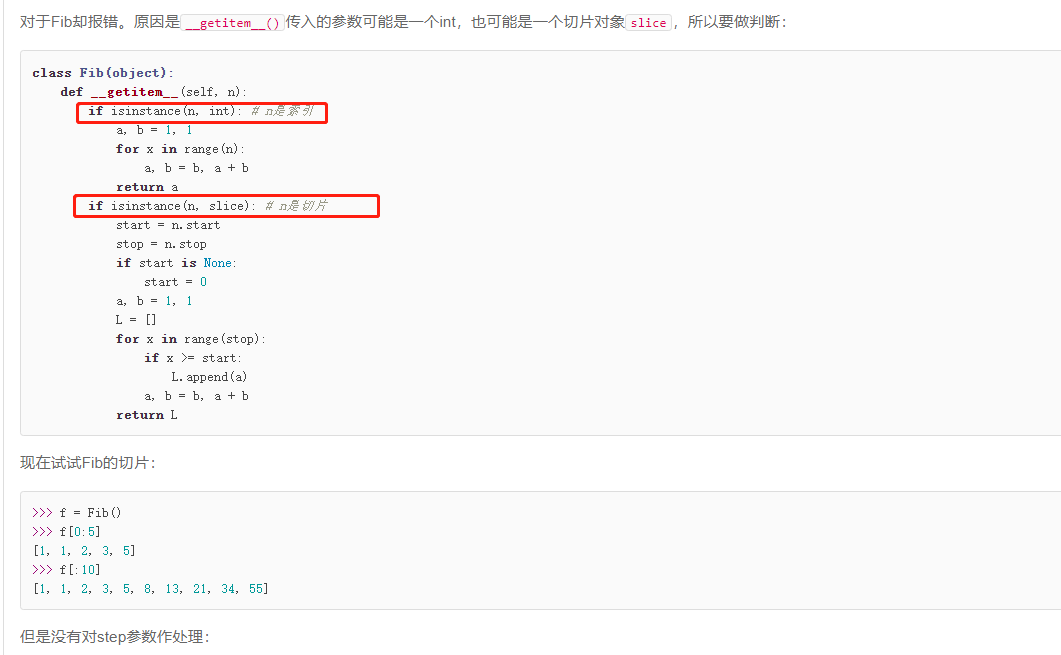 对于Fib却报错。原因是__getitem__()传入的参数可能是一个int，也可能是一个切片对象slice，所以要做判断：
class Fib(object):
    def __getitem__(self, n):
        if isinstance(n, int): # n是索引
            a, b = 1, 1
            for x in range(n):
                a, b = b, a + b
            return a
        if isinstance(n, slice): # n是切片
            start = n.start
            stop = n.stop
            if start is None:
                start = 0
            a, b = 1, 1
            L = []
            for x in range(stop):
                if x >= start:
                    L.append(a)
                a, b = b, a + b
            return L
现在试试Fib的切片：
>>> f = Fib()
>>> f[0:5]
[1, 1, 2, 3, 5]
>>> f[:10]
[1, 1, 2, 3, 5, 8, 13, 21, 34, 55]
但是没有对step参数作处理：